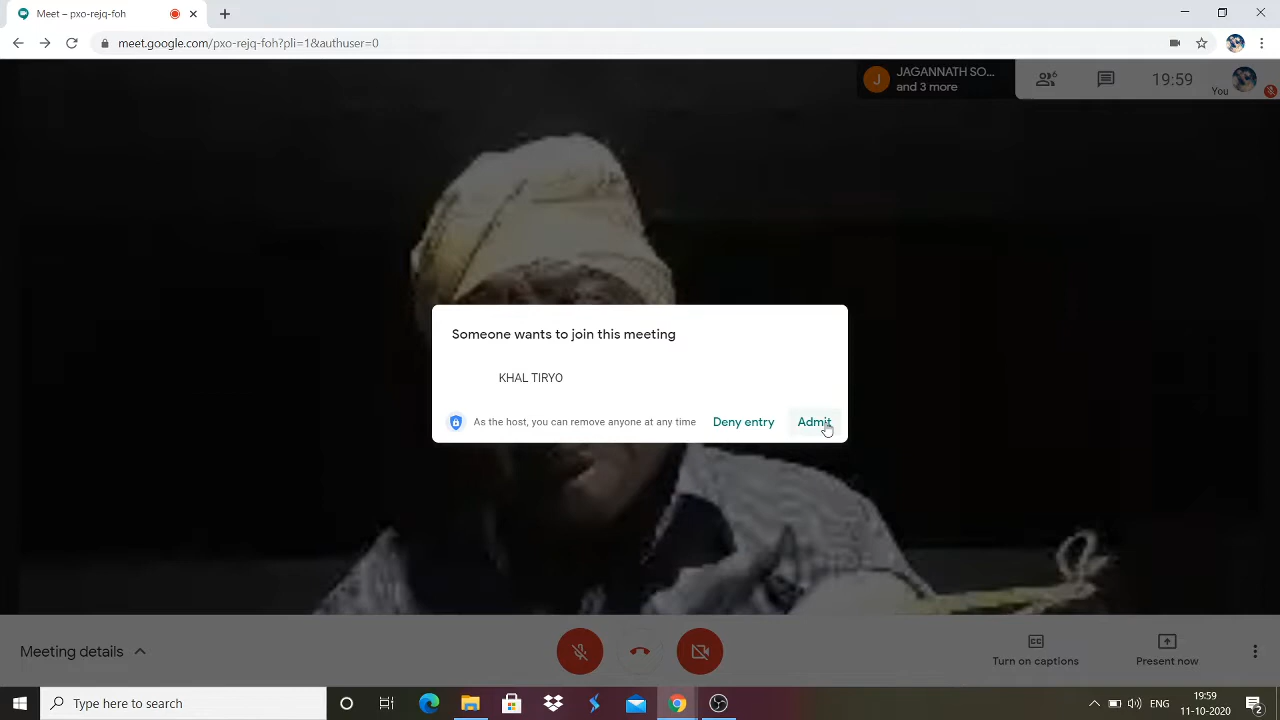 Meet – pxo-rejq-foh
meet.google.com/pxo-rejq-foh?pli=1&authuser=0
JAGANNATH SO...
and 3 more
J
6
19:59
You
Someone wants to join this meeting
KHAL TIRYO
As the host, you can remove anyone at any time
Deny entry
Admit
Meeting details
CC
Turn on captions
Present now
Type here to search
ENG
19:59
11-10-2020
2